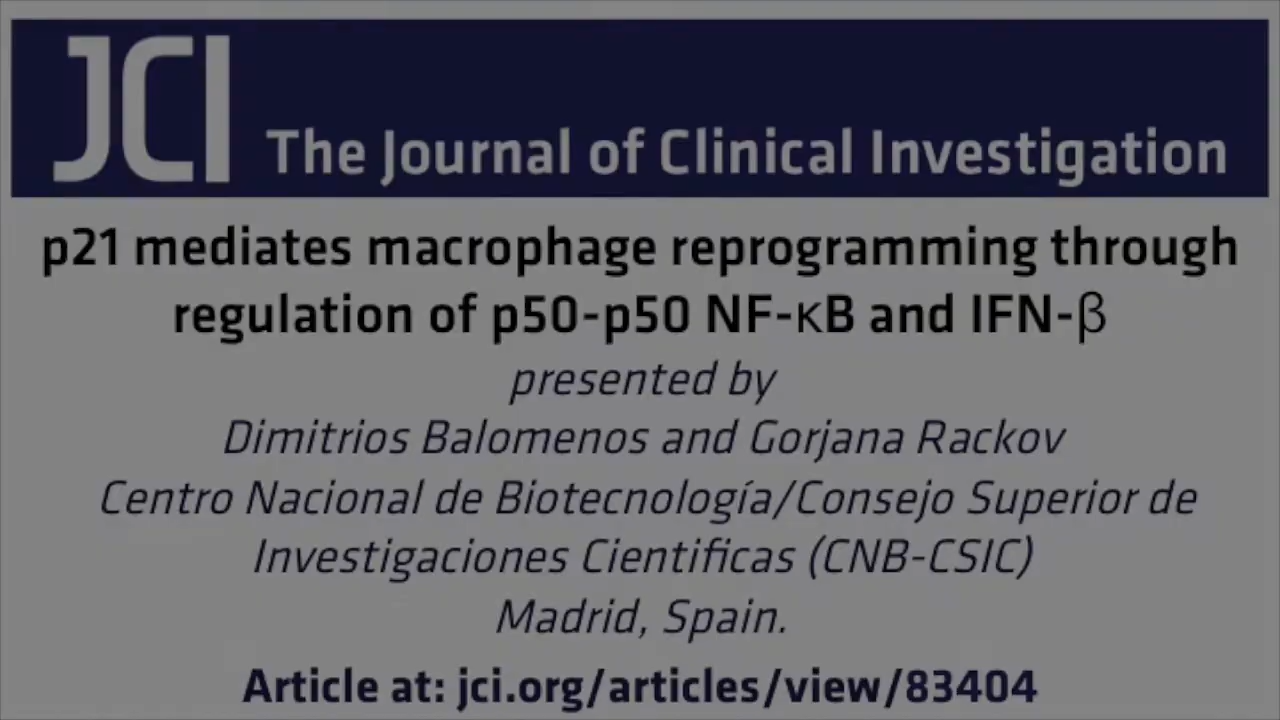 JCI The Journal of Clinical Investigation
p21 mediates macrophage reprogramming through
regulation of p50-p50 NF-κB and IFN-β
presented by
Dimitrios Balomenos and Gorjana Rackov
Centro Nacional de Biotecnología/Consejo Superior de
Investigaciones Cientificas (CNB-CSIC)
Madrid, Spain.
Article at: jci.org/articles/view/83404